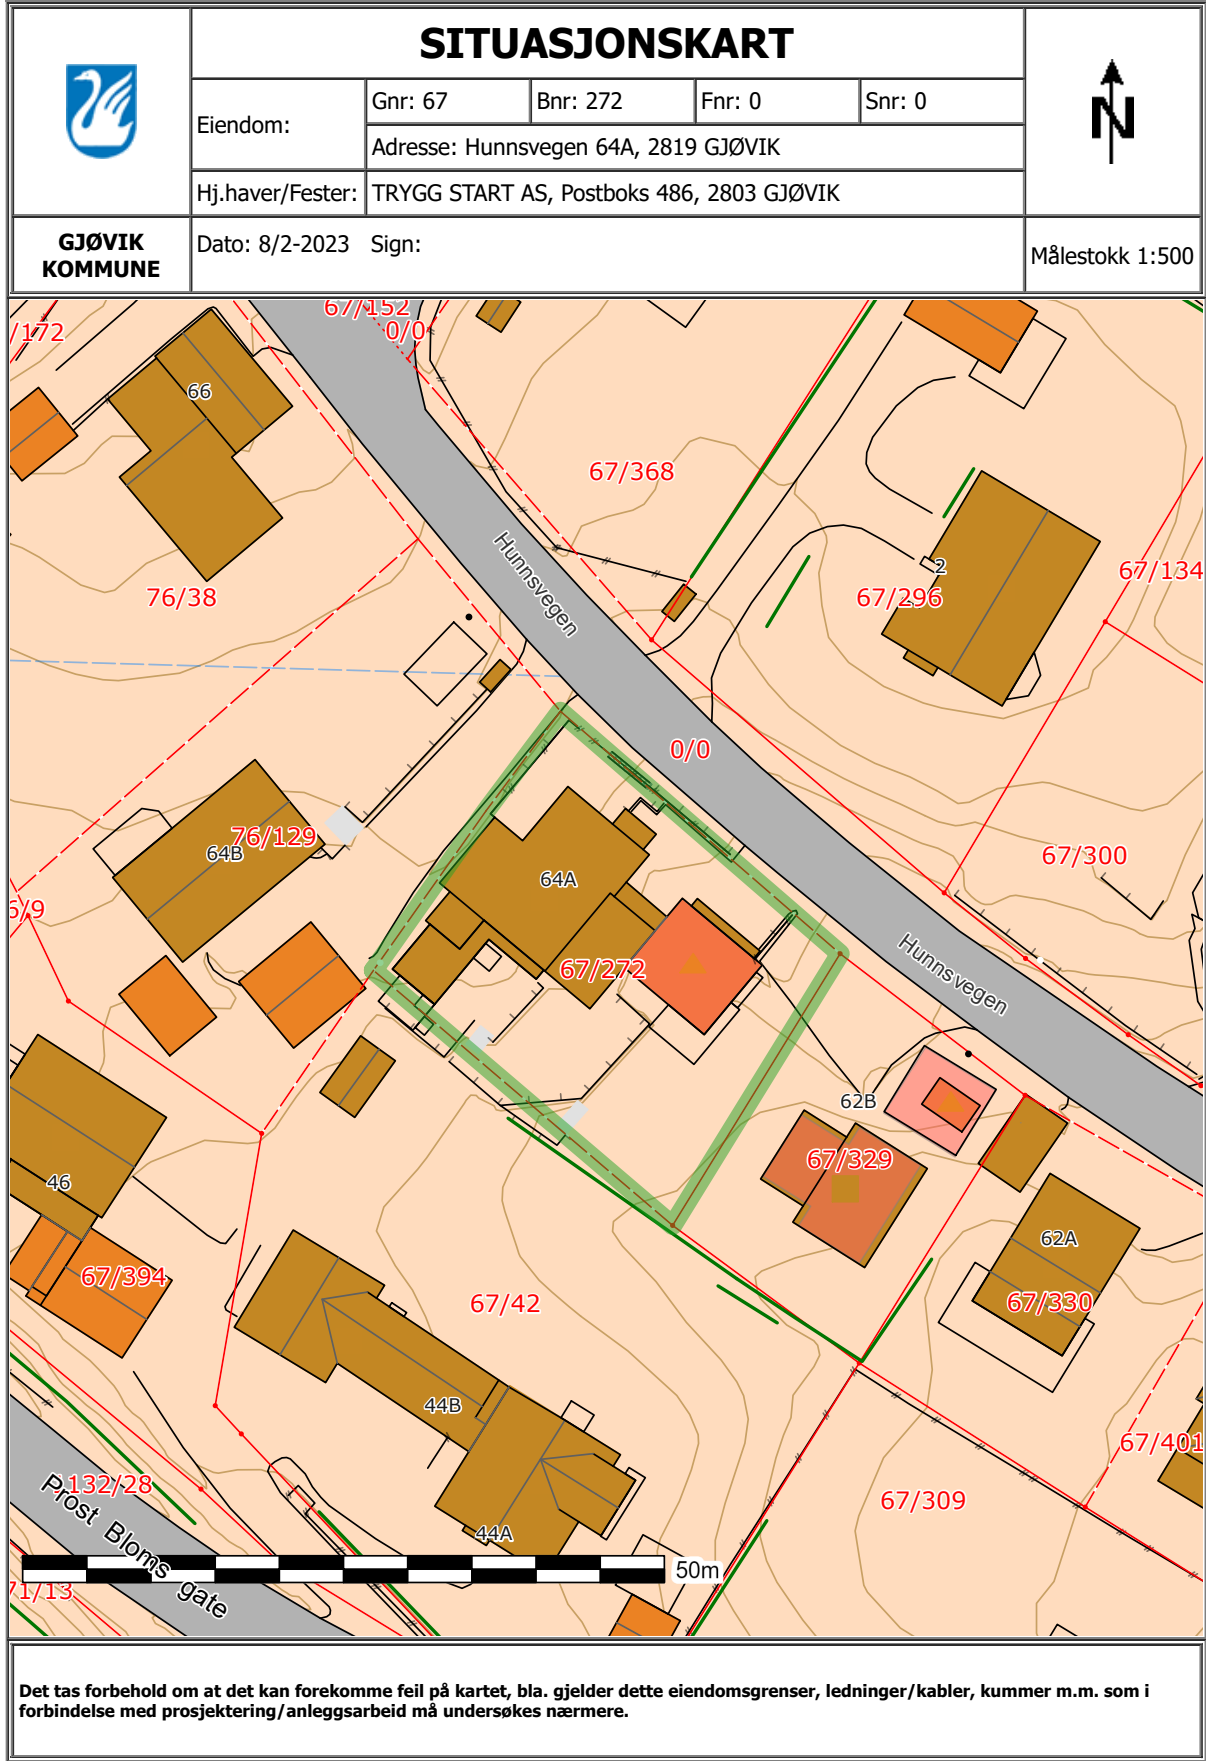 SITUASJONSKART
Eiendom:
Gnr: 67
Bnr: 272
Fnr: 0
Snr: 0
Adresse: Hunnsvegen 64A, 2819 GJØVIK
Hj.haver/Fester:
TRYGG START AS, Postboks 486, 2803 GJØVIK
N
GJØVIK
KOMMUNE
Dato: 8/2-2023 Sign:
Målestokk 1:500
67/152
0/0
/172
66
67/368
Hunnsvegen
2
67/134
76/38
67/296
0/0
76/129
64B
67/300
64A
6/9
Hunnsvegen
67/272
62B
67/329
46
62A
67/394
67/42
67/330
44B
67/401
132/28
67/309
Prost Bloms gate
44A
50m
71/13
Det tas forbehold om at det kan forekomme feil på kartet, bla. gjelder dette eiendomsgrenser, ledninger/kabler, kummer m.m. som i
forbindelse med prosjektering/anleggsarbeid må undersøkes nærmere.